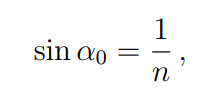 sin α₀ = 1/n ,